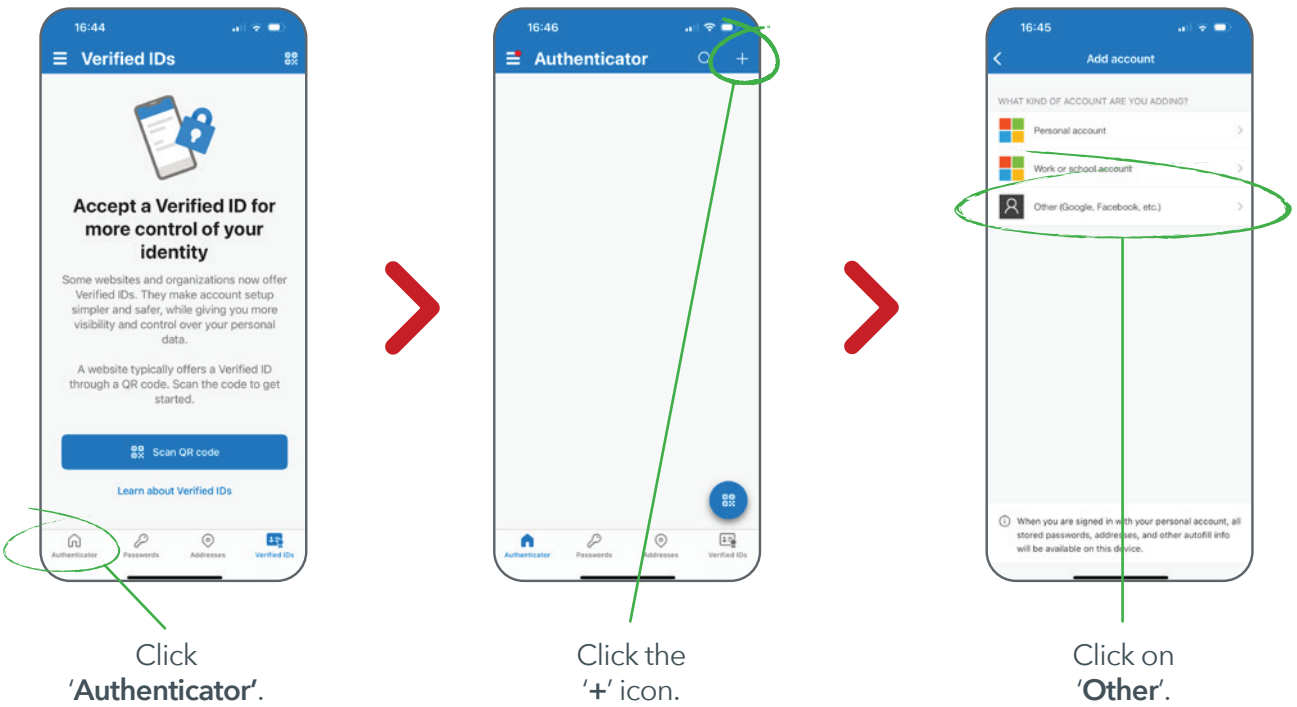 16:44
Verified IDs
Accept a Verified ID for
more control of your
identity
Some websites and organizations now offer
Verified IDs. They make account setup
simpler and safer, while giving you more
visibility and control over your personal
data.
A website typically offers a Verified ID
through a QR code. Scan the code to get
started.
Scan QR code
Learn about Verified IDs
Authenticator Passwords Addresses Verified IDs
Click
‘Authenticator’.
16:46
Authenticator
Authenticator Passwords Addresses Verified IDs
Click the
‘+’ icon.
16:45
Add account
WHAT KIND OF ACCOUNT ARE YOU ADDING?
Personal account
Work or school account
Other (Google, Facebook, etc.)
When you are signed in with your personal account, all
stored passwords, addresses, and other autofill info
will be available on this device.
Click on
‘Other’.